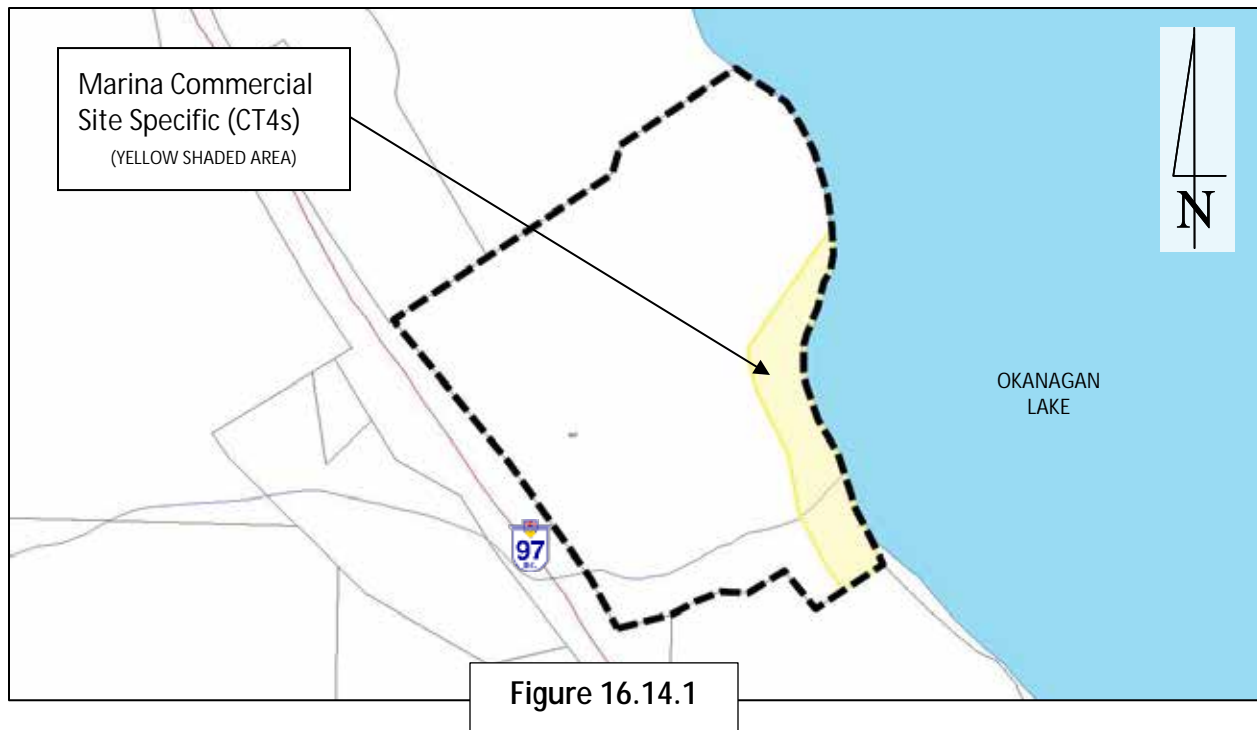 Marina Commercial
Site Specific (CT4s)
(YELLOW SHADED AREA)
N
OKANAGAN
LAKE
97
B.C.
Figure 16.14.1